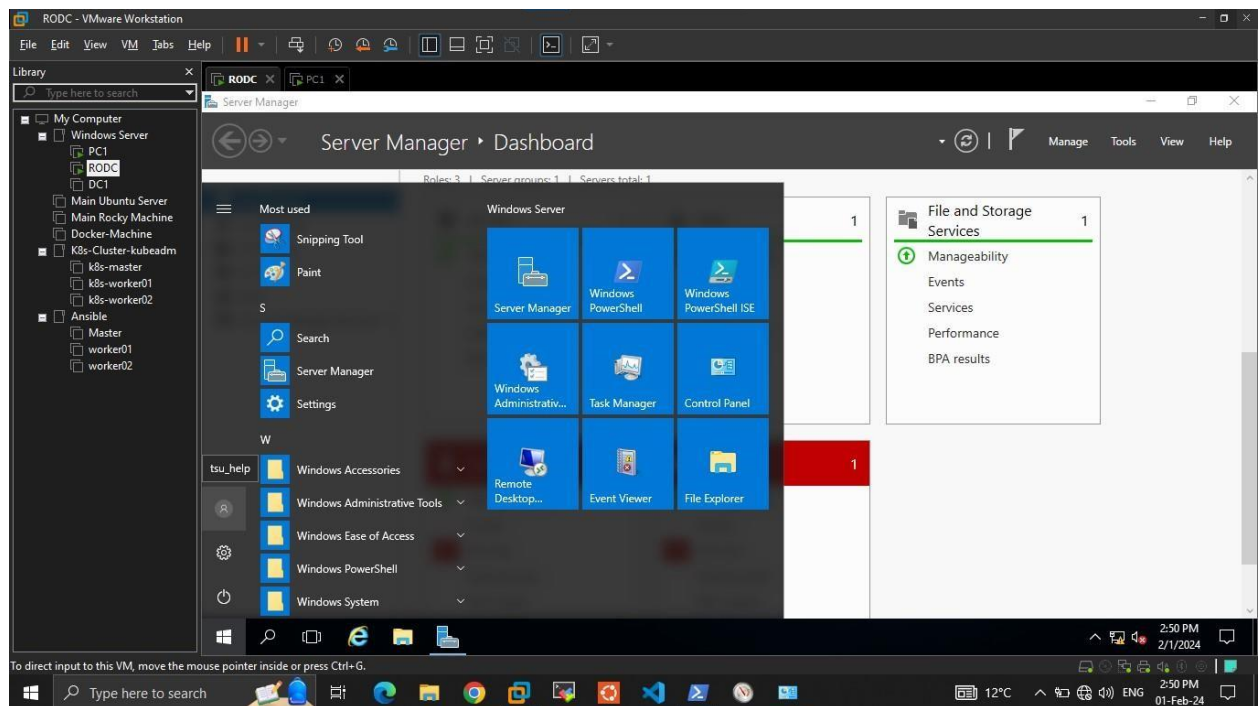 RODC - VMware Workstation
File Edit View VM Tabs Help
Library
Type here to search
My Computer
Windows Server
PC1
RODC
DC1
Main Ubuntu Server
Main Rocky Machine
Docker-Machine
K8s-Cluster-kubeadm
k8s-master
k8s-worker01
k8s-worker02
Ansible
Master
worker01
worker02
RODC
PC1
Server Manager
Server Manager Dashboard
Manage Tools View Help
Roles: 3 | Server groups: 1 | Servers total: 1
Most used
Snipping Tool
Paint
S
Search
Server Manager
Settings
W
tsu_help
Windows Accessories
Windows Administrative Tools
Windows Ease of Access
Windows PowerShell
Windows System
Windows Server
Server Manager
Windows PowerShell
Windows PowerShell ISE
Windows Administrativ...
Task Manager
Control Panel
Remote Desktop...
Event Viewer
File Explorer
1
File and Storage
Services
1
Manageability
Events
Services
Performance
BPA results
1
2:50 PM
2/1/2024
To direct input to this VM, move the mouse pointer inside or press Ctrl+G.
Type here to search
12°C
ENG
2:50 PM
01-Feb-24